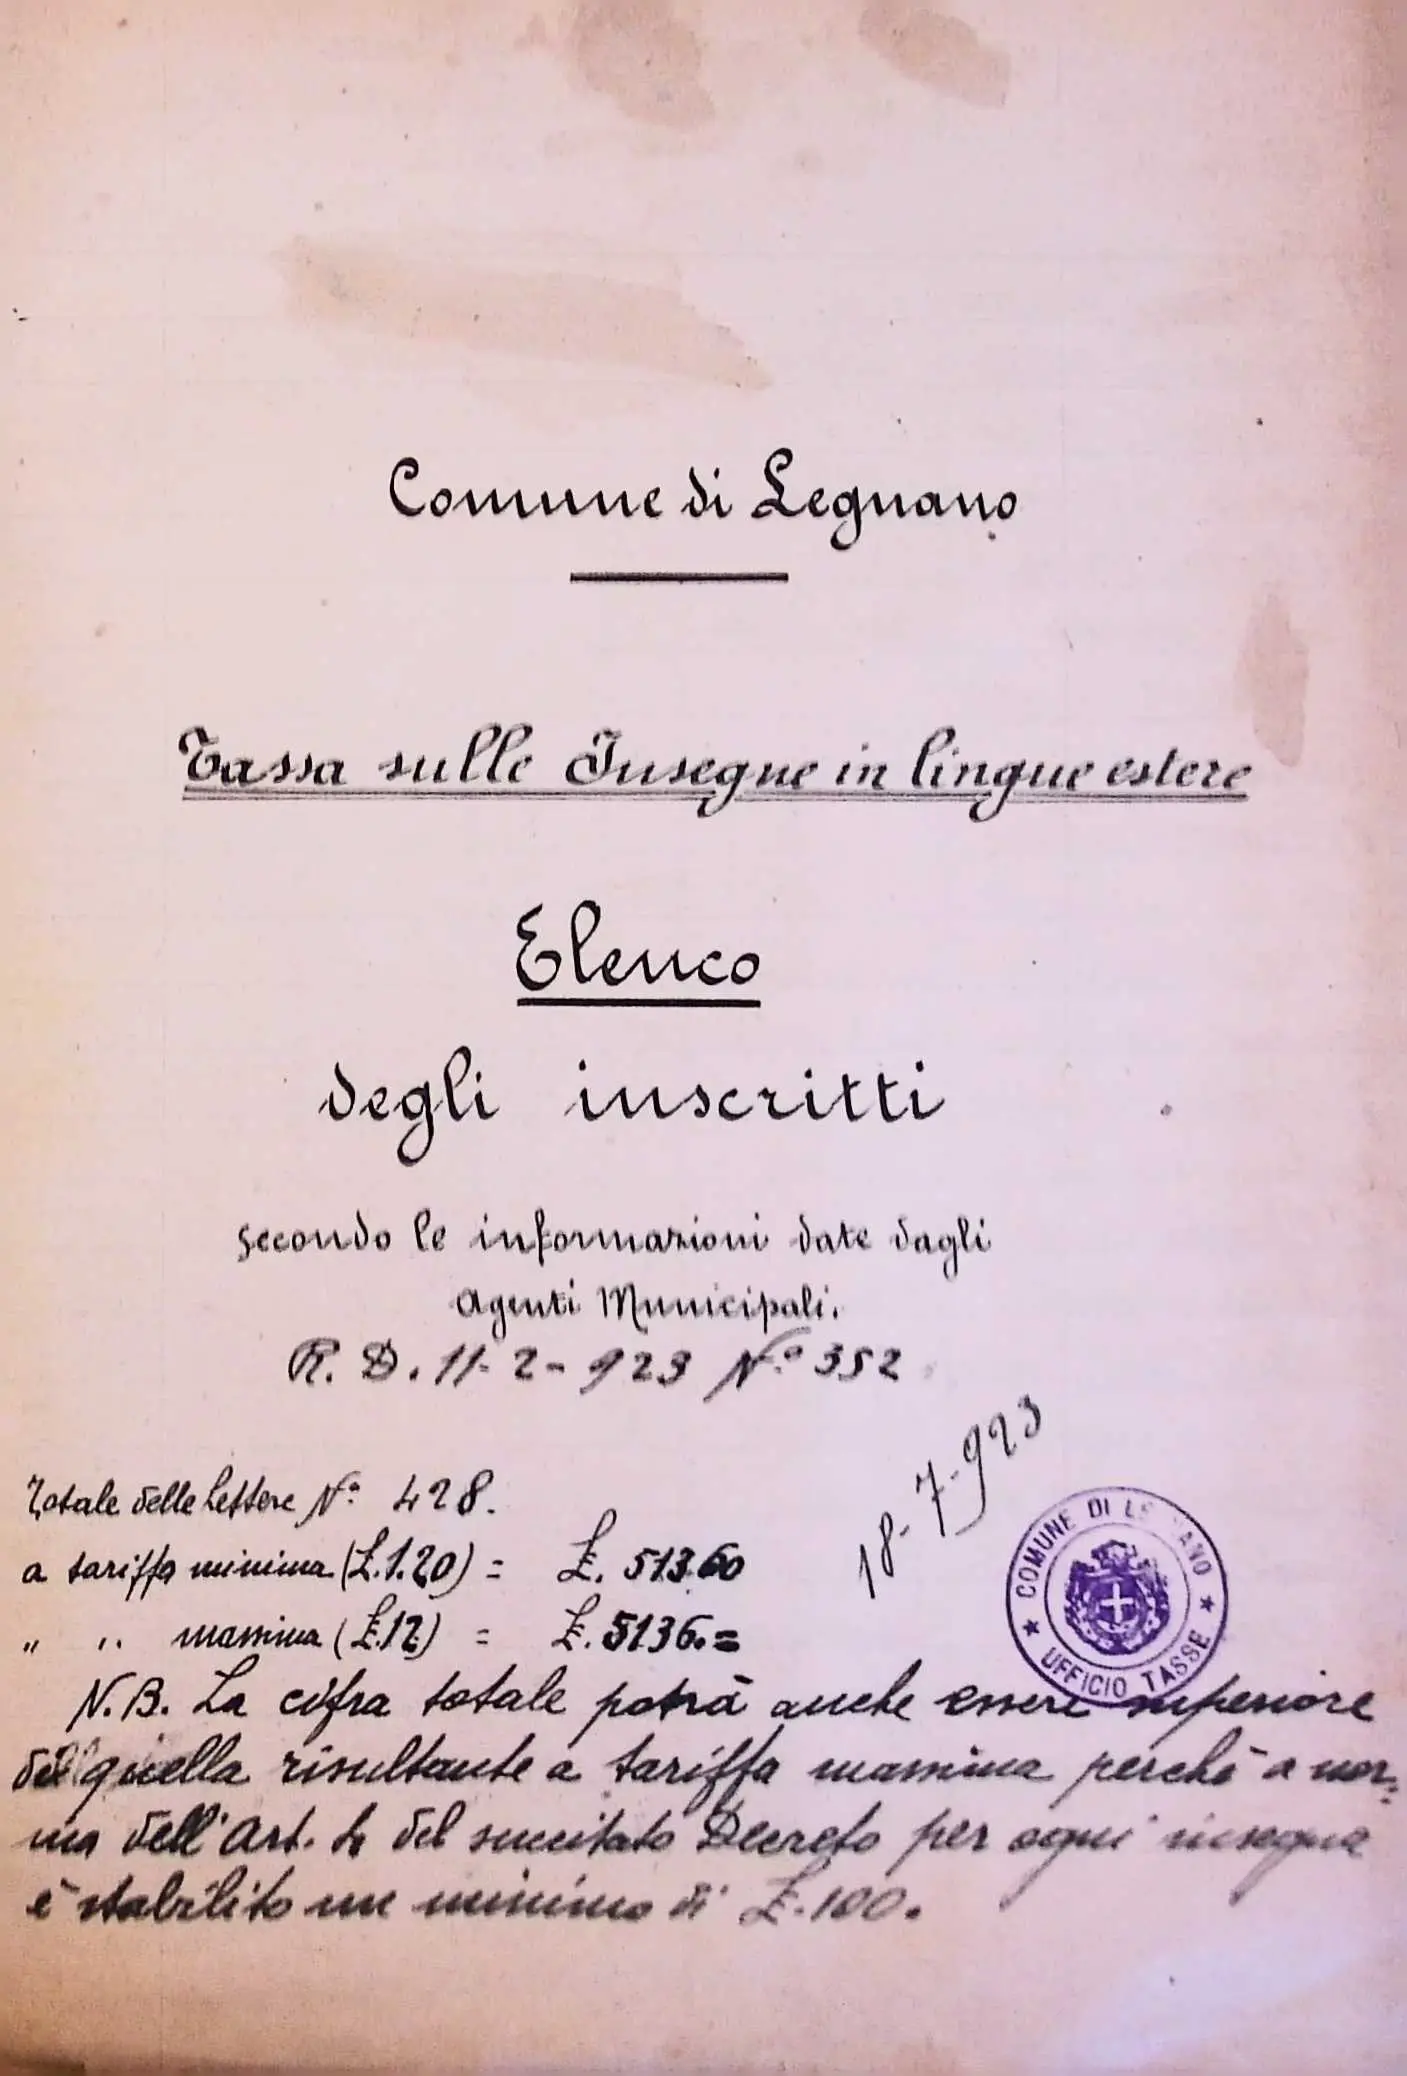 Comune di Legnano
Tassa sulle Insegne in lingue estere
Elenco
degli inscritti
secondo le informazioni date dagli
Agenti Municipali.
R. D. 11-2-923 N.o 352
18-7-923
Totale delle Lettere No. 428.
a tariffa minima (L. 1.20) = L. 513.60
" " massima (L. 12) = L. 5136.=
COMUNE DI LEGNANO
UFFICIO TASSE
N.B. La cifra totale potrà anche essere superiore
quella risultante a tariffa massima perchè a nor=
ma dell'Art. 4 del succitato Decreto per ogni insegna
è stabilito un minimo di L. 100.